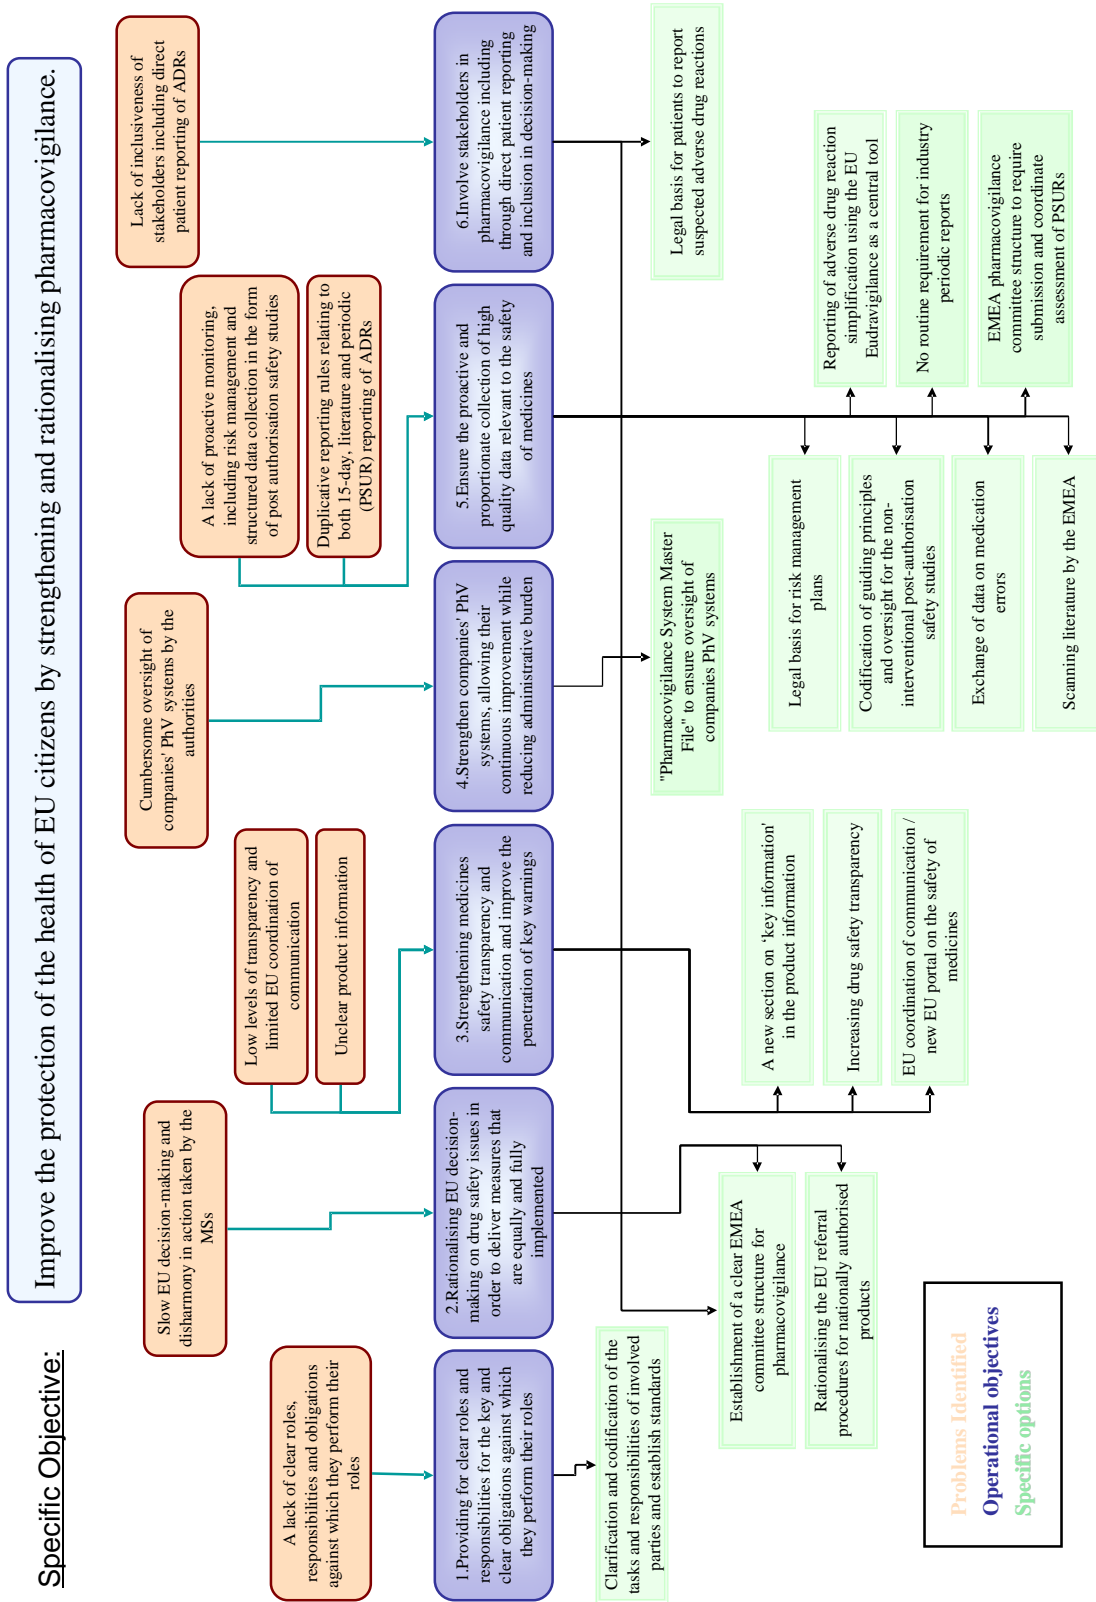 Specific Objective:
Improve the protection of the health of EU citizens by strengthening and rationalising pharmacovigilance.
A lack of clear roles,
responsibilities and obligations
against which they perform their
roles
Slow EU decision-making and
disharmony in action taken by the
MSs
Low levels of transparency and
limited EU coordination of
communication
Unclear product information
Cumbersome oversight of
companies' PhV systems by the
authorities
A lack of proactive monitoring,
including risk management and
structured data collection in the form
of post authorisation safety studies
Duplicative reporting rules relating to
both 15-day, literature and periodic
(PSUR) reporting of ADRs
Lack of inclusiveness of
stakeholders including direct
patient reporting of ADRs
1.Providing for clear roles and
responsibilities for the key and
clear obligations against which
they perform their roles
2.Rationalising EU decision-
making on drug safety issues in
order to deliver measures that
are equally and fully
implemented
3.Strengthening medicines
safety transparency and
communication and improve the
penetration of key warnings
4.Strengthen companies' PhV
systems, allowing their
continuous improvement while
reducing administrative burden
5.Ensure the proactive and
proportionate collection of high
quality data relevant to the safety
of medicines
6.Involve stakeholders in
pharmacovigilance including
through direct patient reporting
and inclusion in decision-making
Clarification and codification of the
tasks and responsibilities of involved
parties and establish standards
Establishment of a clear EMEA
committee structure for
pharmacovigilance
Rationalising the EU referral
procedures for nationally authorised
products
A new section on ‘key information'
in the product information
Increasing drug safety transparency
EU coordination of communication /
new EU portal on the safety of
medicines
"Pharmacovigilance System Master
File" to ensure oversight of
companies PhV systems
Legal basis for risk management
plans
Codification of guiding principles
and oversight for the non-
interventional post-authorisation
safety studies
Exchange of data on medication
errors
Scanning literature by the EMEA
Reporting of adverse drug reaction
simplification using the EU
Eudravigilance as a central tool
No routine requirement for industry
periodic reports
EMEA pharmacovigilance
committee structure to require
submission and coordinate
assessment of PSURs
Legal basis for patients to report
suspected adverse drug reactions
Problems Identified
Operational objectives
Specific options